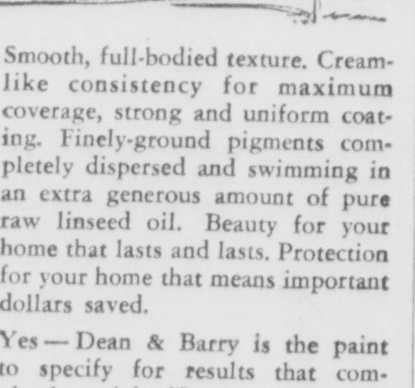 Smooth, full-bodied texture. Cream-
like consistency for maximum
coverage, strong and uniform coat-
ing. Finely-ground pigments com-
pletely dispersed and swimming in
an extra generous amount of pure
raw linseed oil. Beauty for your
home that lasts and lasts. Protection
for your home that means important
dollars saved.
Yes — Dean & Barry is the paint
to specify for results that com-